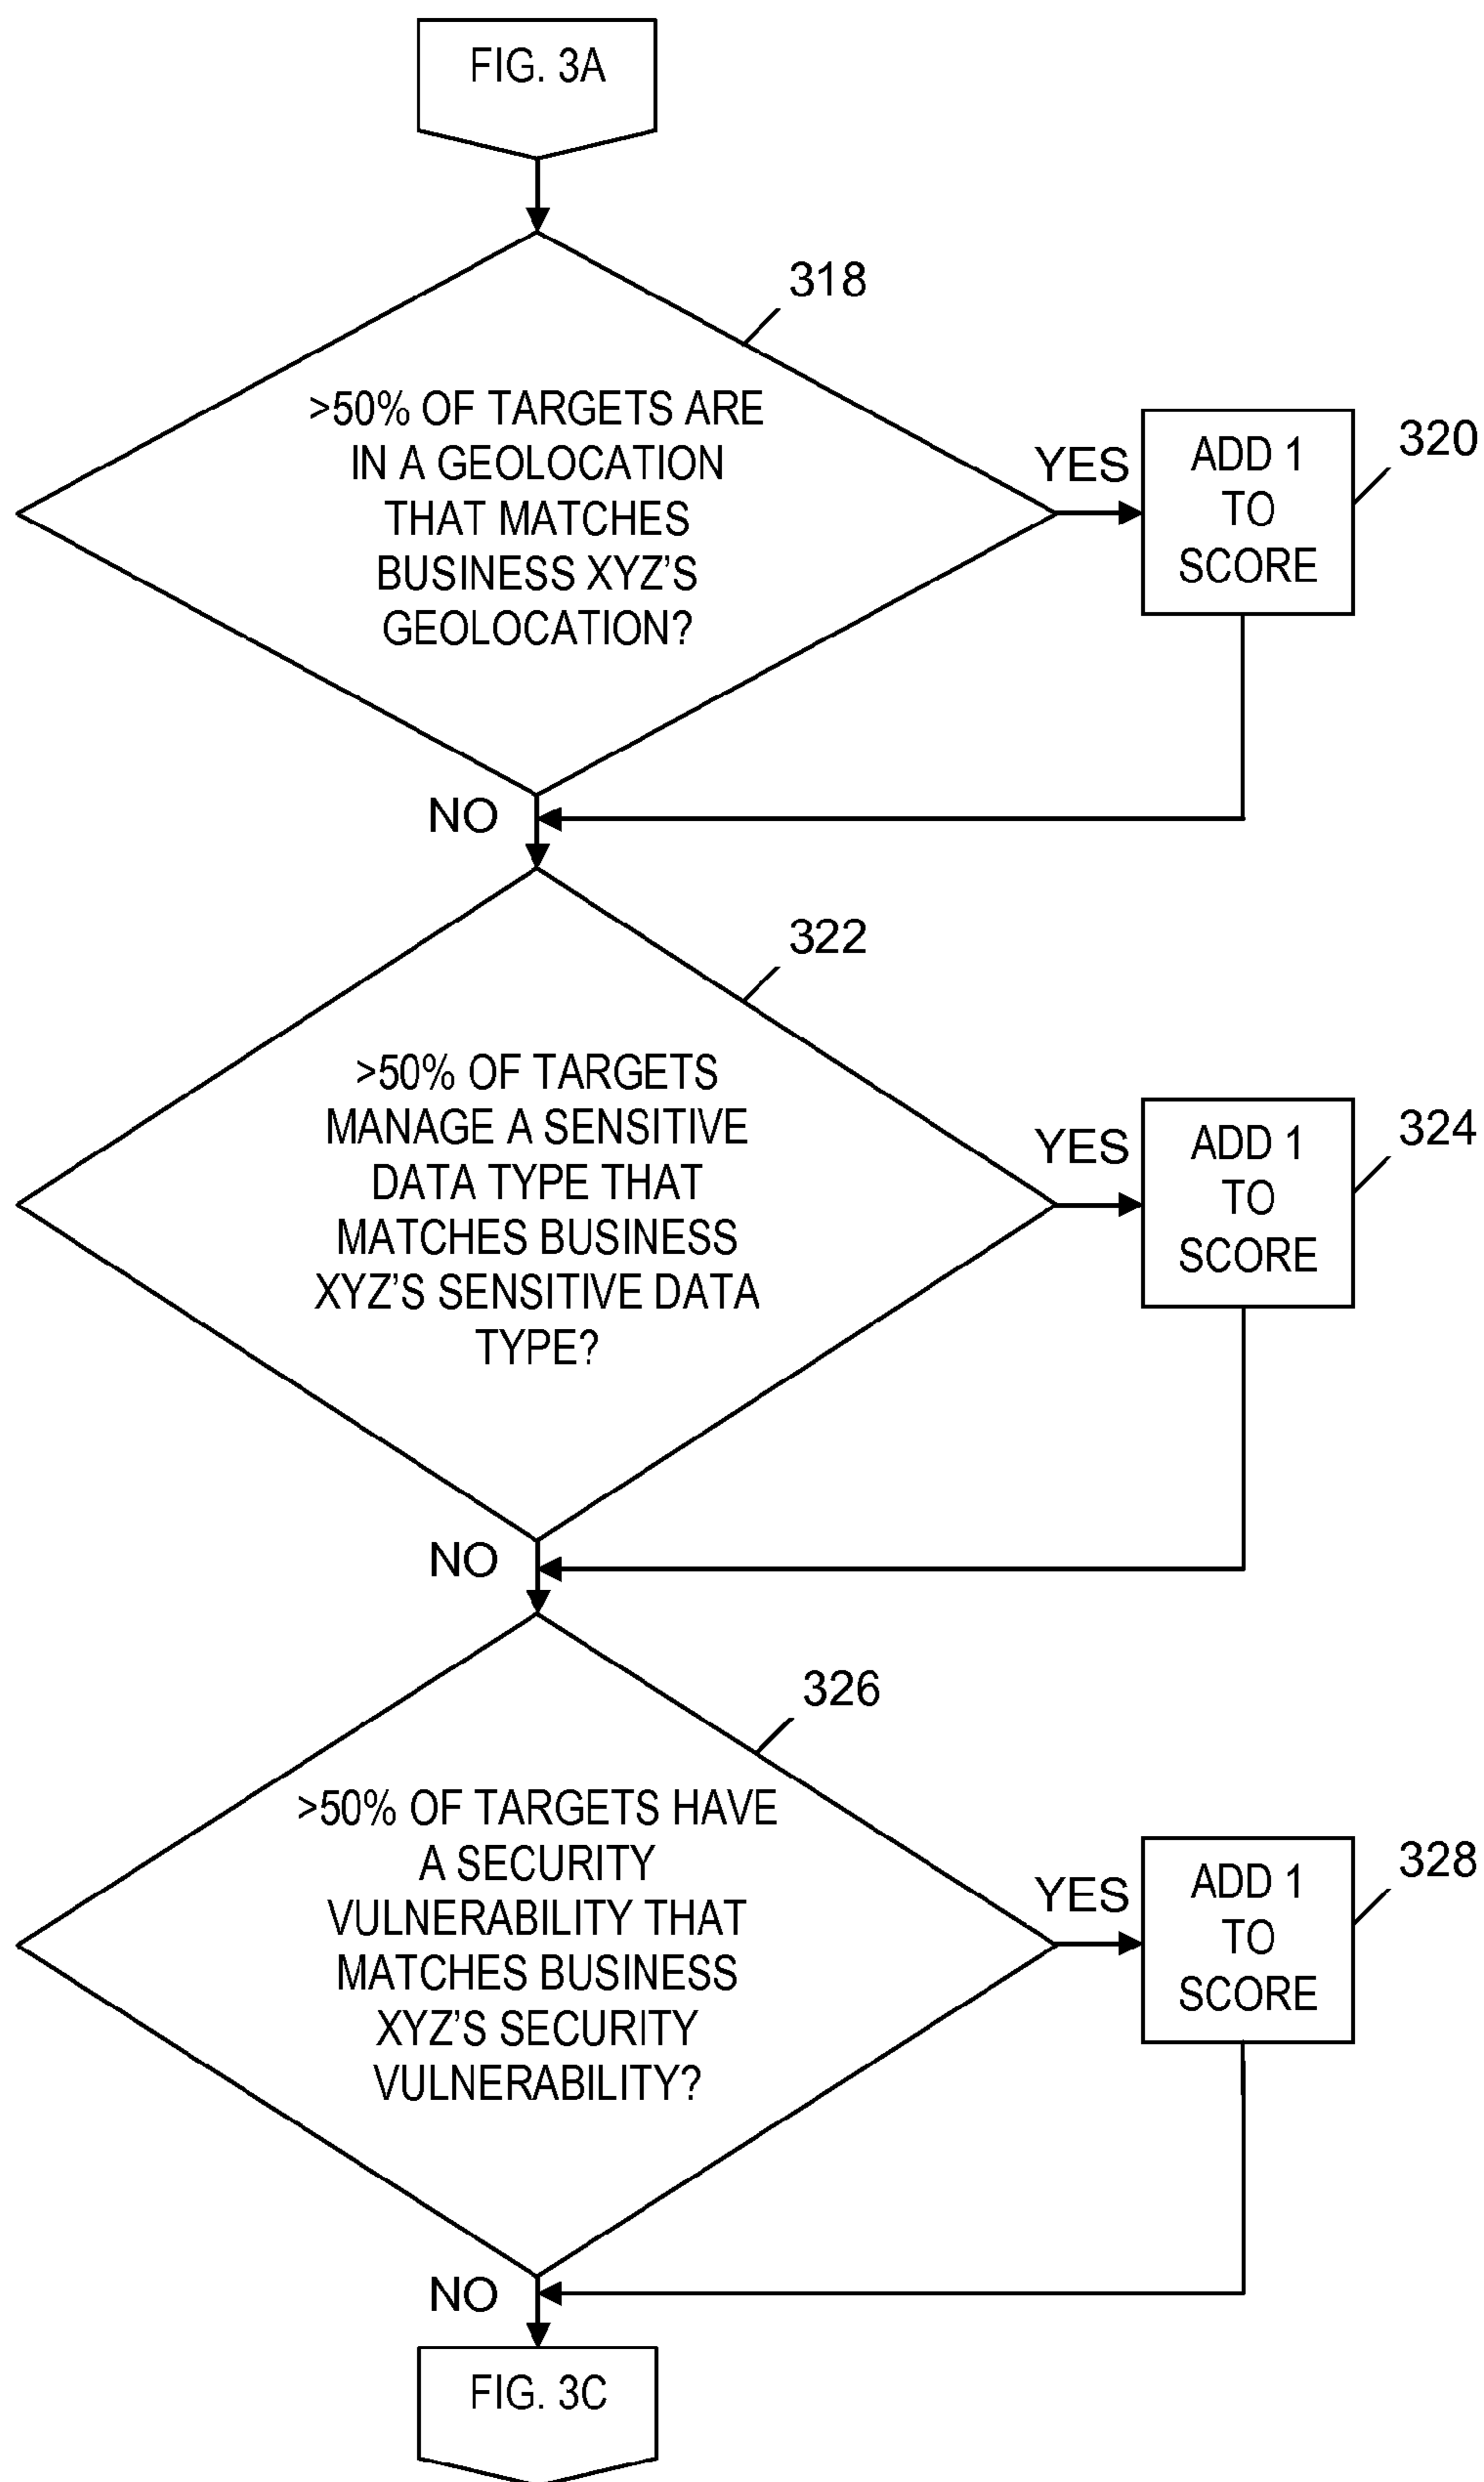 FIG. 3A
318
>50% OF TARGETS ARE
IN A GEOLOCATION
THAT MATCHES
BUSINESS XYZ'S
GEOLOCATION?
YES
ADD 1
TO
SCORE
320
NO
322
>50% OF TARGETS
MANAGE A SENSITIVE
DATA TYPE THAT
MATCHES BUSINESS
XYZ'S SENSITIVE DATA
TYPE?
YES
ADD 1
TO
SCORE
324
NO
326
>50% OF TARGETS HAVE
A SECURITY
VULNERABILITY THAT
MATCHES BUSINESS
XYZ'S SECURITY
VULNERABILITY?
YES
ADD 1
TO
SCORE
328
NO
FIG. 3C